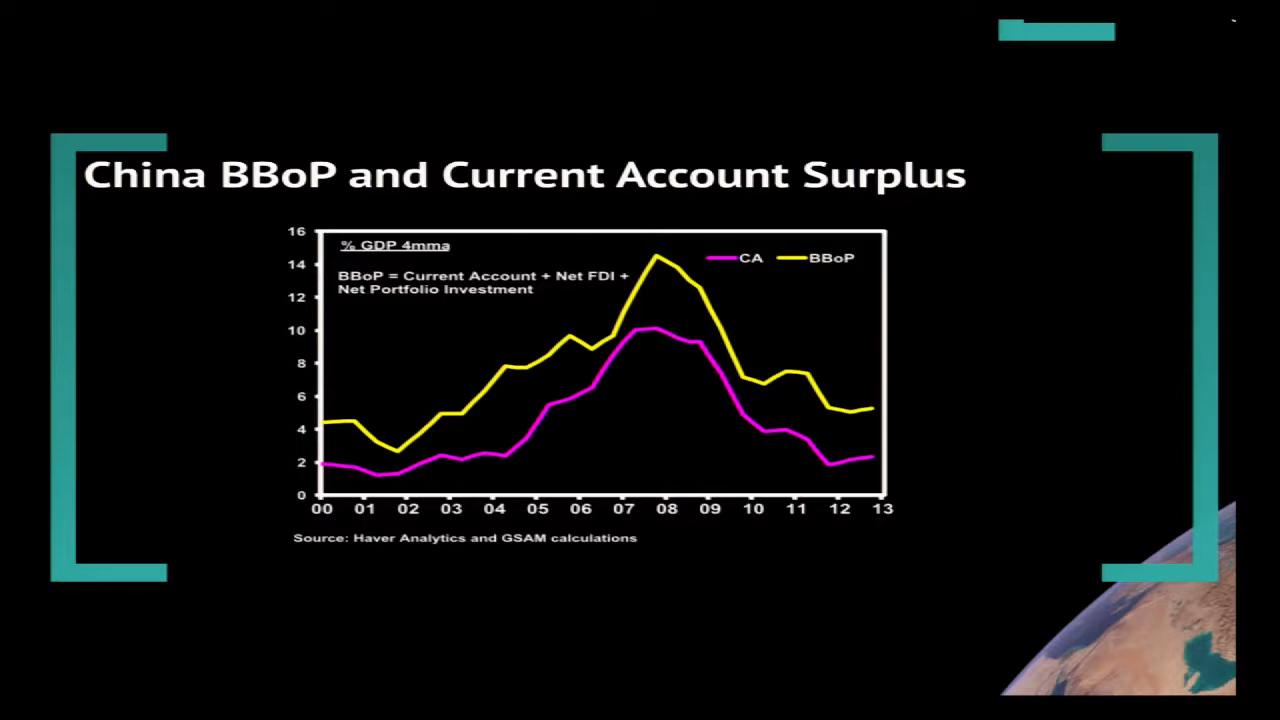 China BBoP and Current Account Surplus
% GDP 4mma
CA BBoP
BBoP = Current Account + Net FDI +
Net Portfolio Investment
16
14
12
10
8
6
4
2
0
00 01 02 03 04 05 06 07 08 09 10 11 12 13
Source: Haver Analytics and GSAM calculations